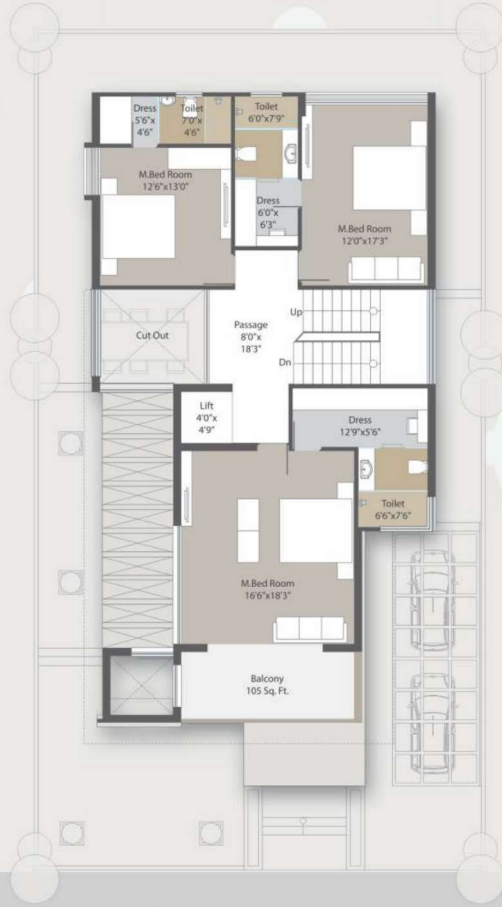 Dress
5'6"x
4'6"
Toilet
7'0"x
4'6"
Toilet
6'0"x7'9"
M.Bed Room
12'6"x13'0"
Dress
6'0"x
6'3"
M.Bed Room
12'0"x17'3"
Cut Out
Passage
8'0"x
18'3"
Up
Dn
Lift
4'0"x
4'9"
Dress
12'9"x5'6"
Toilet
6'6"x7'6"
M.Bed Room
16'6"x18'3"
Balcony
105 Sq. Ft.